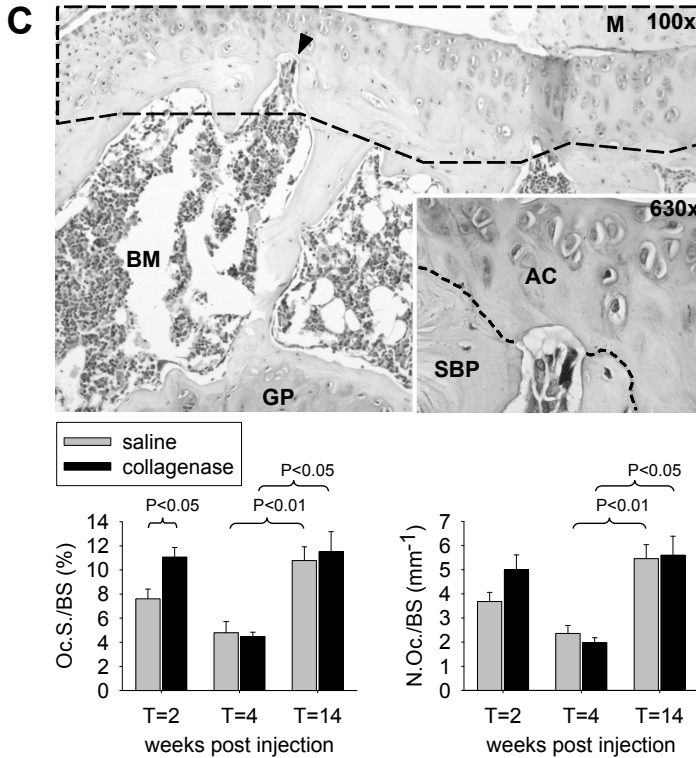 C
M 100x
630x
BM
AC
SBP
GP
saline
collagenase
P<0.05
P<0.01
P<0.05
14
12
10
8
6
4
2
0
Oc.S./BS (%)
T=2 T=4 T=14
weeks post injection
P<0.05
P<0.01
7
6
5
4
3
2
1
0
N.Oc./BS (mm⁻¹)
T=2 T=4 T=14
weeks post injection